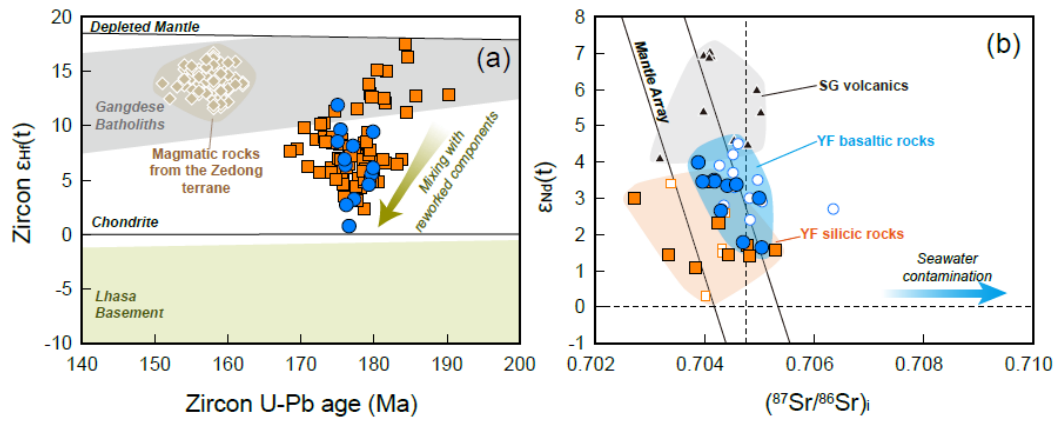 20
15
10
5
0
-5
-10
Zircon εHf(t)
Depleted Mantle
(a)
Gangdese
Batholiths
Magmatic rocks
from the Zedong
terrane
Mixing with
reworked components
Chondrite
Lhasa
Basement
140
150
160
170
180
190
200
Zircon U-Pb age (Ma)
8
7
6
5
4
3
2
1
0
-1
εNd(t)
(b)
Mantle Array
SG volcanics
YF basaltic rocks
YF silicic rocks
Seawater
contamination
0.702
0.704
0.706
0.708
0.710
(⁸⁷Sr/⁸⁶Sr)i